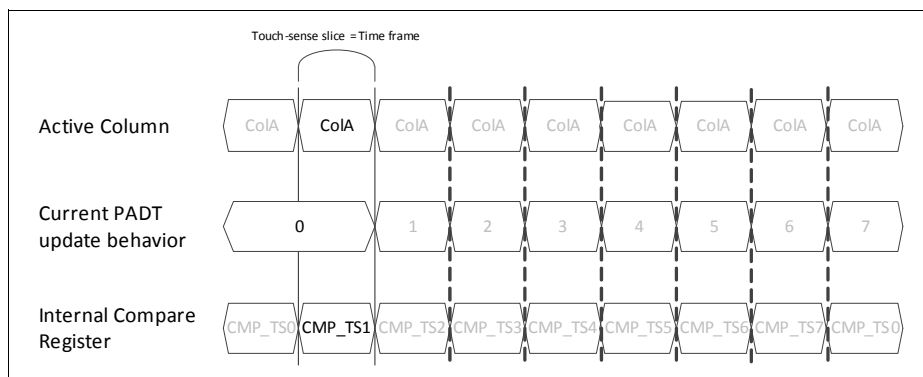 Touch-sense slice = Time frame
Active Column ColA ColA ColA ColA ColA ColA ColA ColA ColA
Current PADT
update behavior 0 1 2 3 4 5 6 7
Internal Compare
Register CMP_TS0 CMP_TS1 CMP_TS2 CMP_TS3 CMP_TS4 CMP_TS5 CMP_TS6 CMP_TS7 CMP_TS0